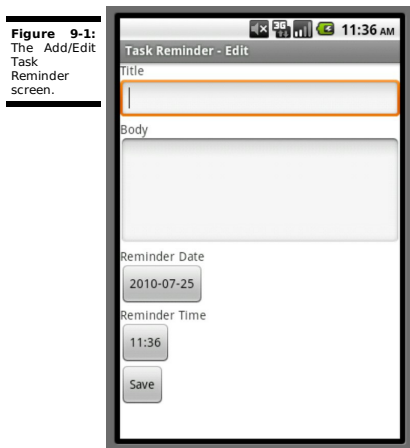 Figure 9-1:
The Add/Edit
Task
Reminder
screen.
3G
11:36 AM
Task Reminder - Edit
Title
Body
Reminder Date
2010-07-25
Reminder Time
11:36
Save